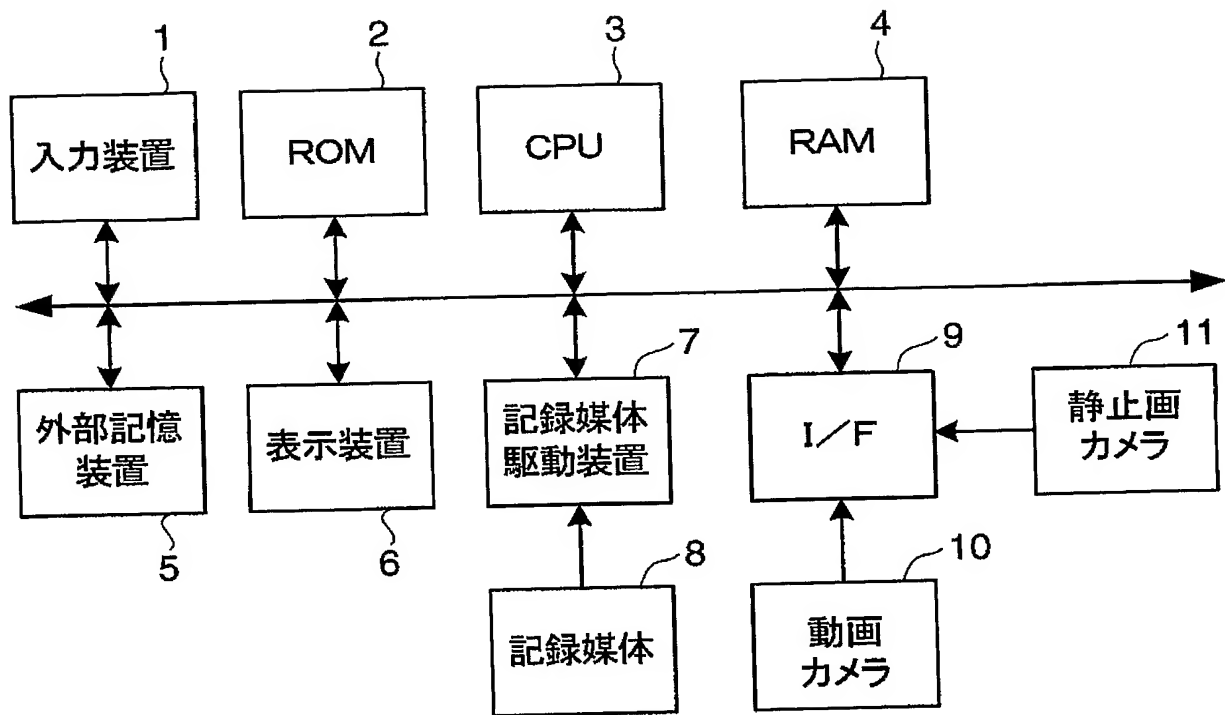 1
2
3
4
入力装置
ROM
CPU
RAM
外部記憶
装置
5
表示装置
6
7
記録媒体
駆動装置
9
I/F
11
静止画
カメラ
8
記録媒体
10
動画
カメラ